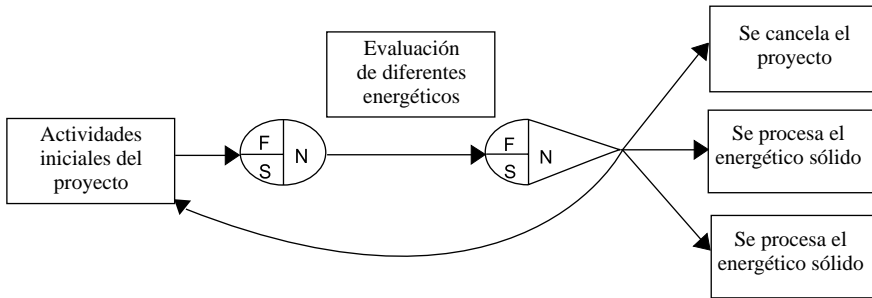 Actividades
iniciales del
proyecto
F
S
N
Evaluación
de diferentes
energéticos
F
S
N
Se cancela el
proyecto
Se procesa el
energético sólido
Se procesa el
energético sólido